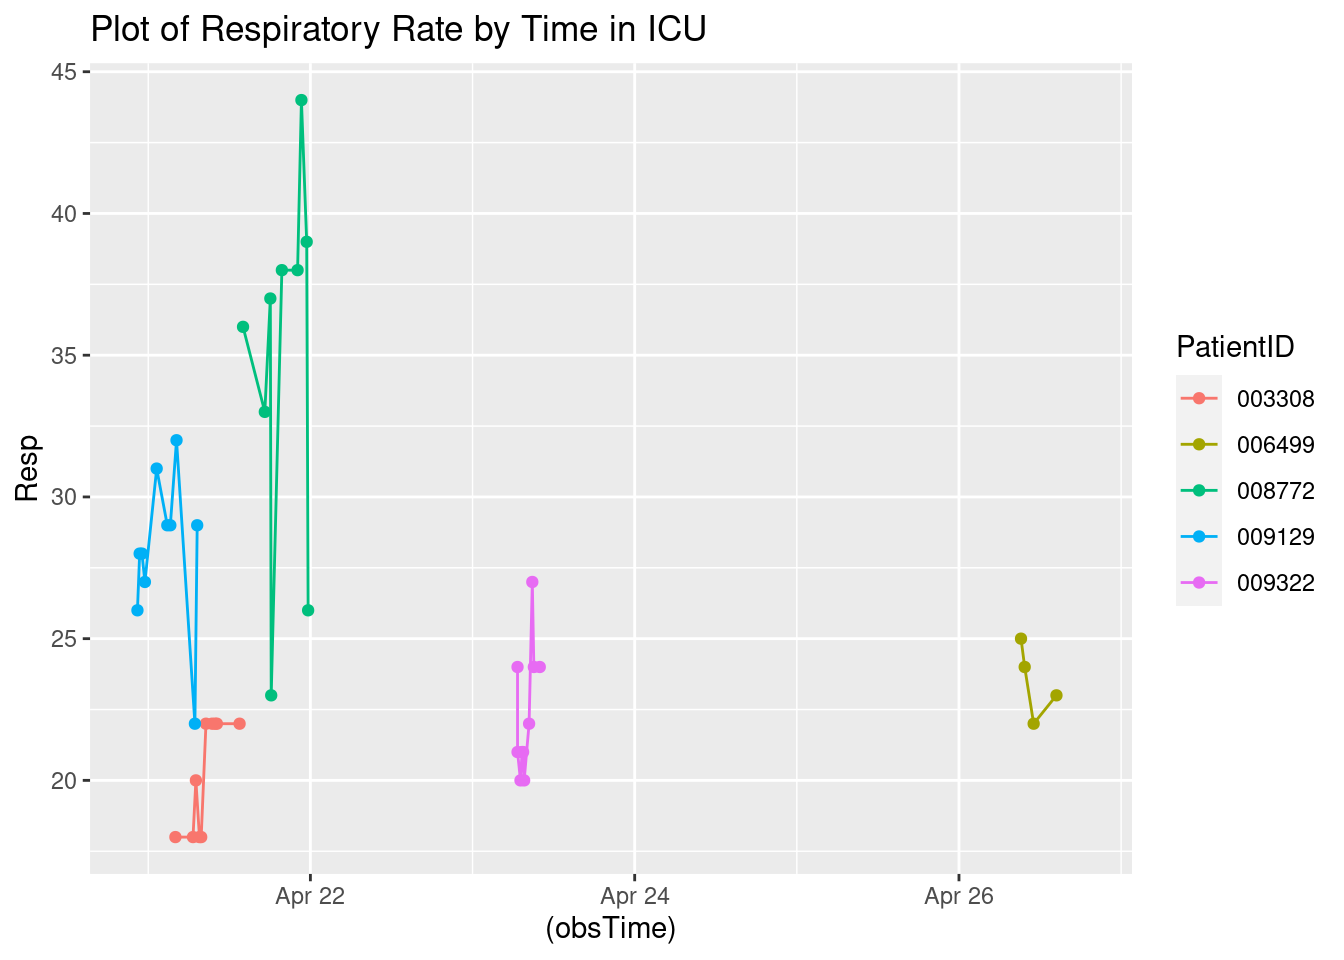 Plot of Respiratory Rate by Time in ICU
45
40
35
30
25
20
Resp
Apr 22
Apr 24
Apr 26
(obsTime)
PatientID
003308
006499
008772
009129
009322